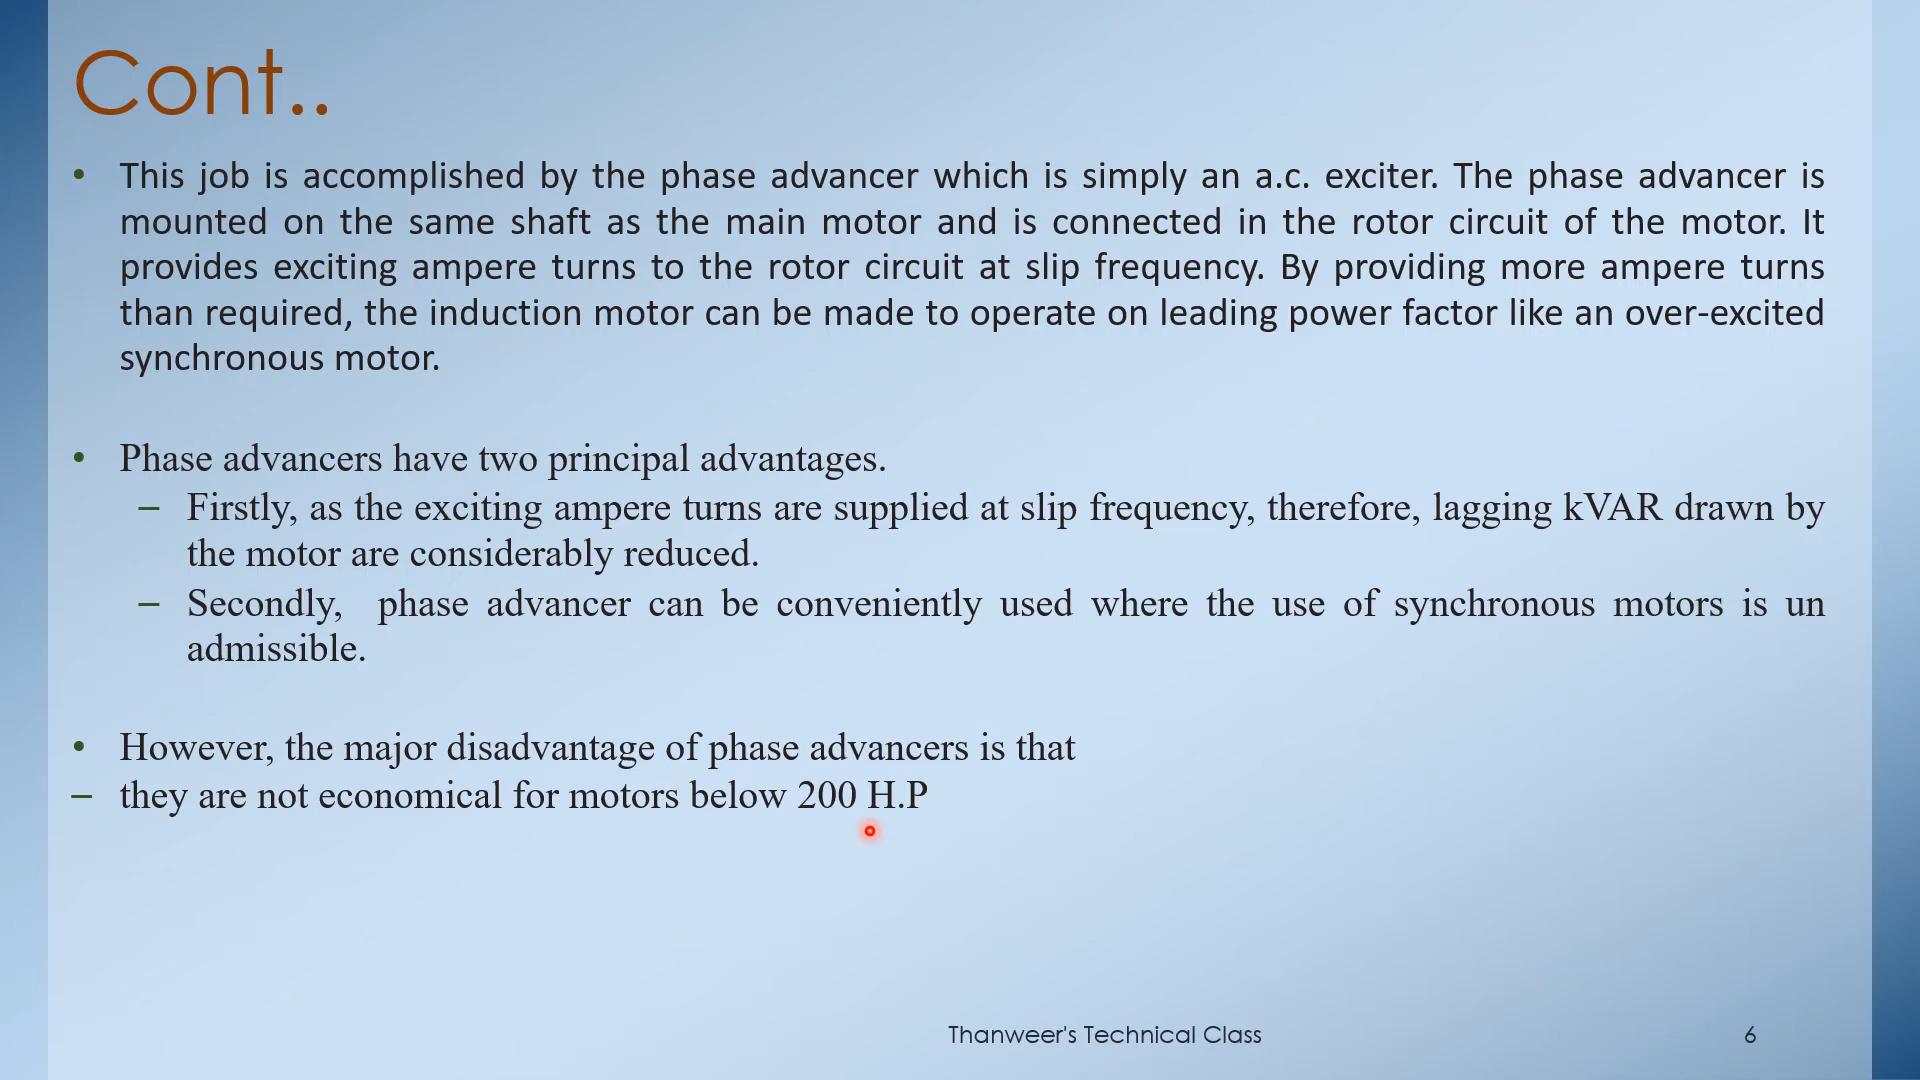 Cont..
• This job is accomplished by the phase advancer which is simply an a.c. exciter. The phase advancer is
mounted on the same shaft as the main motor and is connected in the rotor circuit of the motor. It
provides exciting ampere turns to the rotor circuit at slip frequency. By providing more ampere turns
than required, the induction motor can be made to operate on leading power factor like an over-excited
synchronous motor.
• Phase advancers have two principal advantages.
– Firstly, as the exciting ampere turns are supplied at slip frequency, therefore, lagging kVAR drawn by
the motor are considerably reduced.
– Secondly, phase advancer can be conveniently used where the use of synchronous motors is un
admissible.
• However, the major disadvantage of phase advancers is that
– they are not economical for motors below 200 H.P
Thanweer's Technical Class
6